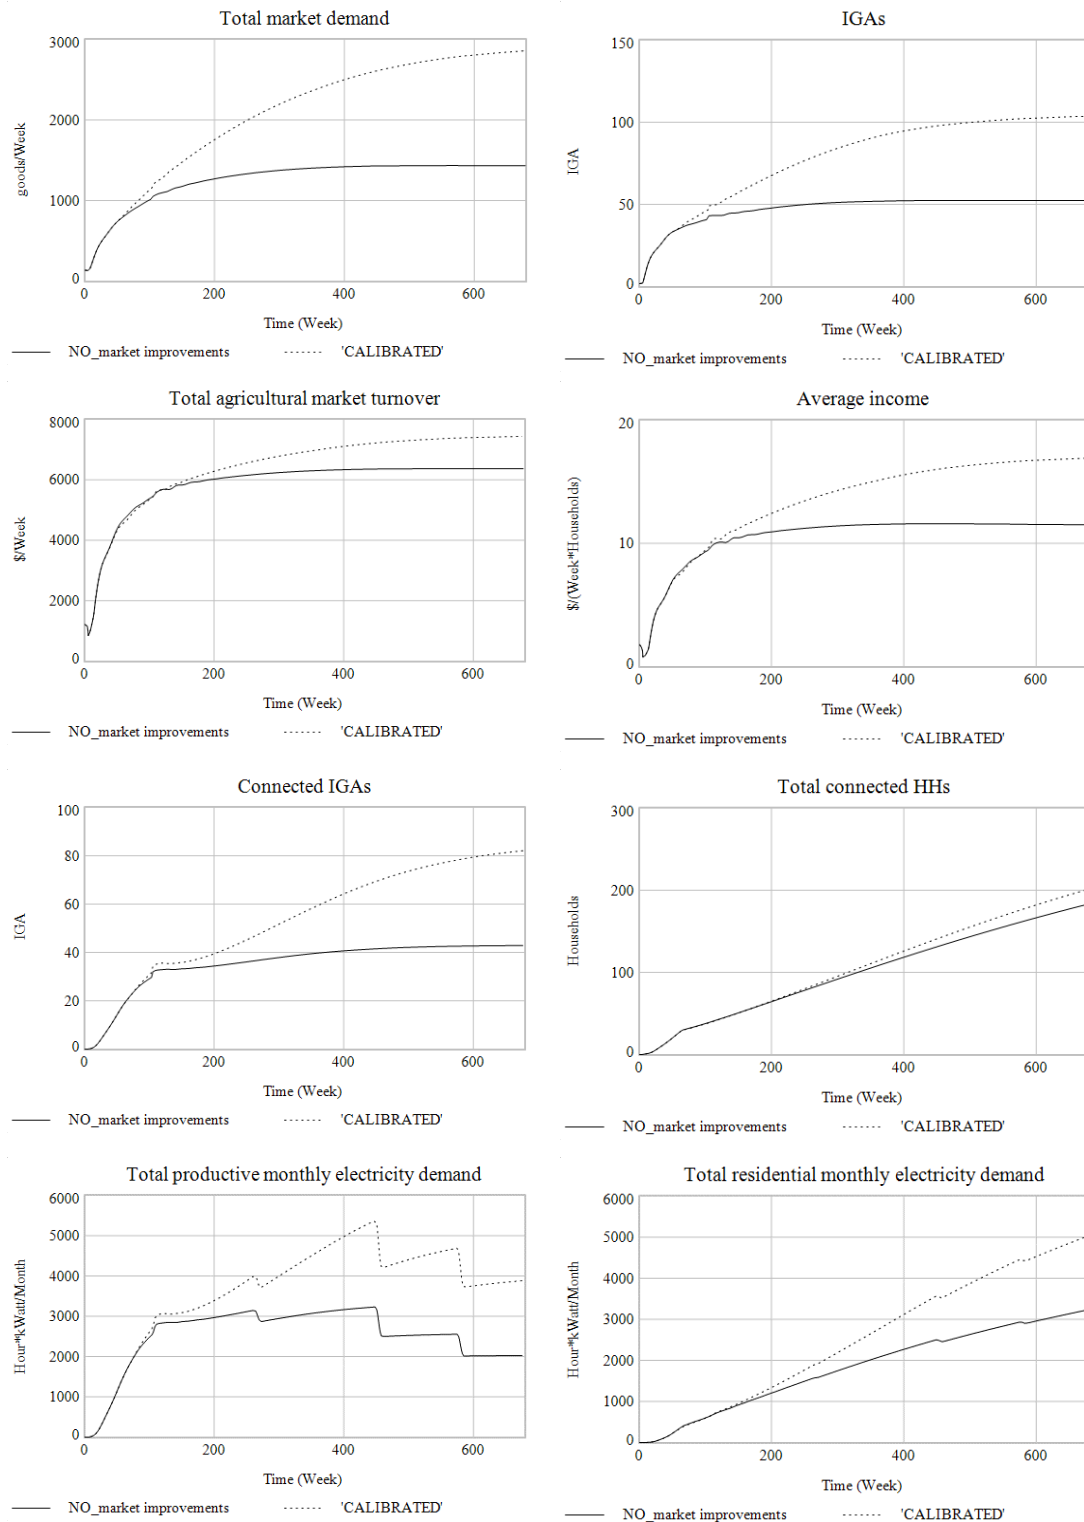 Total market demand
3000
2000
1000
0
goods/Week
0 200 400 600
Time (Week)
NO_market improvements 'CALIBRATED'
IGAs
150
100
50
0
IGA
0 200 400 600
Time (Week)
NO_market improvements 'CALIBRATED'
Total agricultural market turnover
8000
6000
4000
2000
0
$/Week
0 200 400 600
Time (Week)
NO_market improvements 'CALIBRATED'
Average income
20
10
0
$/(Week*Households)
0 200 400 600
Time (Week)
NO_market improvements 'CALIBRATED'
Connected IGAs
100
80
60
40
20
0
IGA
0 200 400 600
Time (Week)
NO_market improvements 'CALIBRATED'
Total connected HHs
300
200
100
0
Households
0 200 400 600
Time (Week)
NO_market improvements 'CALIBRATED'
Total productive monthly electricity demand
6000
5000
4000
3000
2000
1000
0
Hour*kWatt/Month
0 200 400 600
Time (Week)
NO_market improvements 'CALIBRATED'
Total residential monthly electricity demand
6000
5000
4000
3000
2000
1000
0
Hour*kWatt/Month
0 200 400 600
Time (Week)
NO_market improvements 'CALIBRATED'